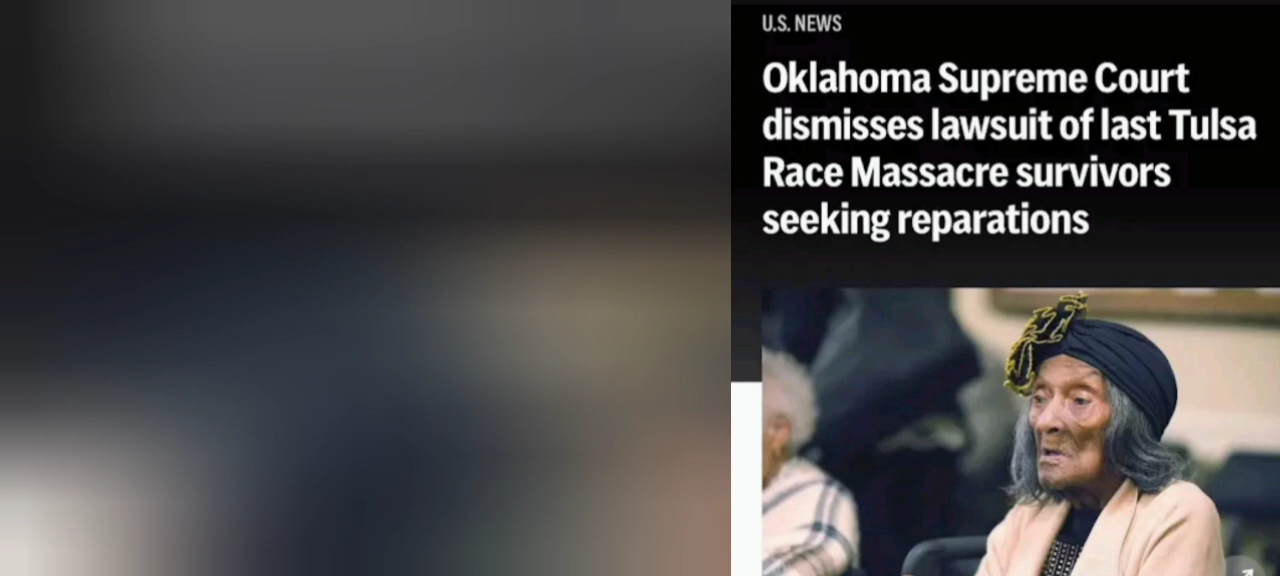 U.S. NEWS
Oklahoma Supreme Court
dismisses lawsuit of last Tulsa
Race Massacre survivors
seeking reparations